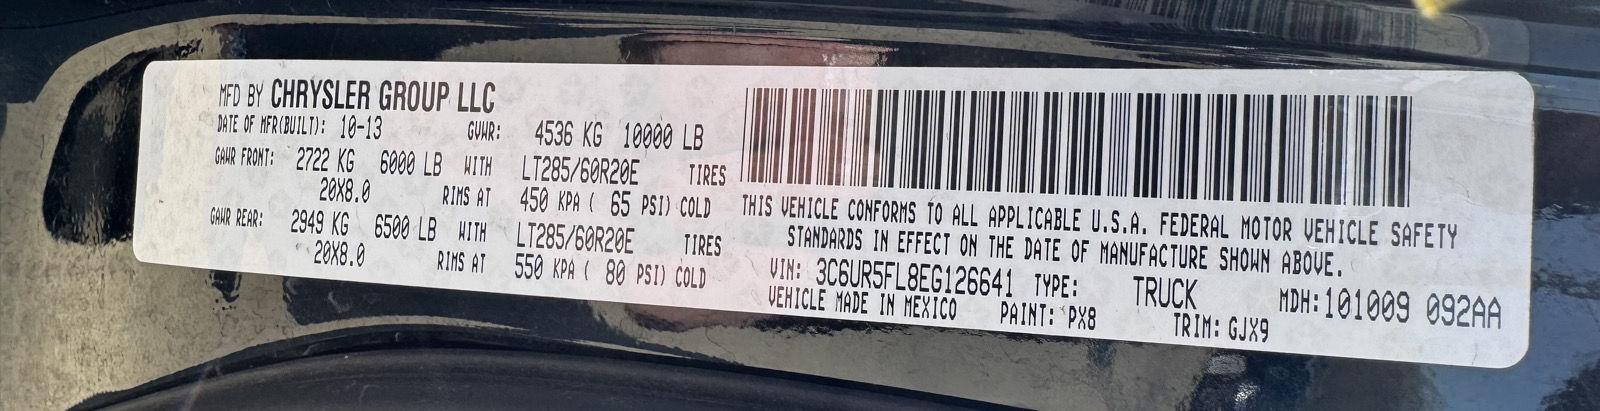 MFD BY CHRYSLER GROUP LLC
DATE OF MFR(BUILT): 10-13 GVWR: 4536 KG 10000 LB
GAWR FRONT: 2722 KG 6000 LB WITH LT285/60R20E TIRES
20X8.0 RIMS AT 450 KPA ( 65 PSI) COLD
GAWR REAR: 2949 KG 6500 LB WITH LT285/60R20E TIRES
20X8.0 RIMS AT 550 KPA ( 80 PSI) COLD
THIS VEHICLE CONFORMS TO ALL APPLICABLE U.S.A. FEDERAL MOTOR VEHICLE SAFETY
STANDARDS IN EFFECT ON THE DATE OF MANUFACTURE SHOWN ABOVE.
VIN: 3C6UR5FL8EG126641 TYPE: TRUCK MDH:101009 092AA
VEHICLE MADE IN MEXICO PAINT: PX8 TRIM: GJX9